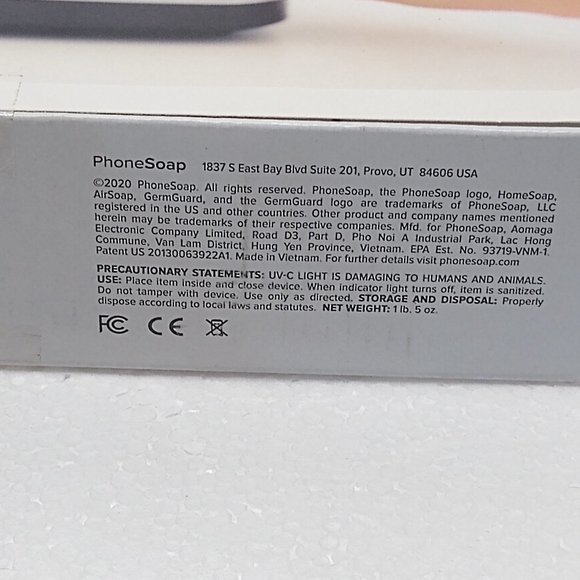 PhoneSoap 1837 S East Bay Blvd Suite 201, Provo, UT 84606 USA
©2020 PhoneSoap. All rights reserved. PhoneSoap, the PhoneSoap logo, HomeSoap,
AirSoap, GermGuard, and the GermGuard logo are trademarks of PhoneSoap, LLC
registered in the US and other countries. Other product and company names mentioned
herein may be trademarks of their respective companies. Mfd. for PhoneSoap, Aomaga
Electronic Company Limited, Road D3, Part D, Pho Noi A Industrial Park, Lac Hong
Commune, Van Lam District, Hung Yen Province, Vietnam. EPA Est. No. 93719-VNM-1.
Patent US 20130063922A1. Made in Vietnam. For further details visit phonesoap.com
PRECAUTIONARY STATEMENTS: UV-C LIGHT IS DAMAGING TO HUMANS AND ANIMALS.
USE: Place item inside and close device. When indicator light turns off, item is sanitized.
Do not tamper with device. Use only as directed. STORAGE AND DISPOSAL: Properly
dispose according to local laws and statutes. NET WEIGHT: 1 lb. 5 oz.
FC CE